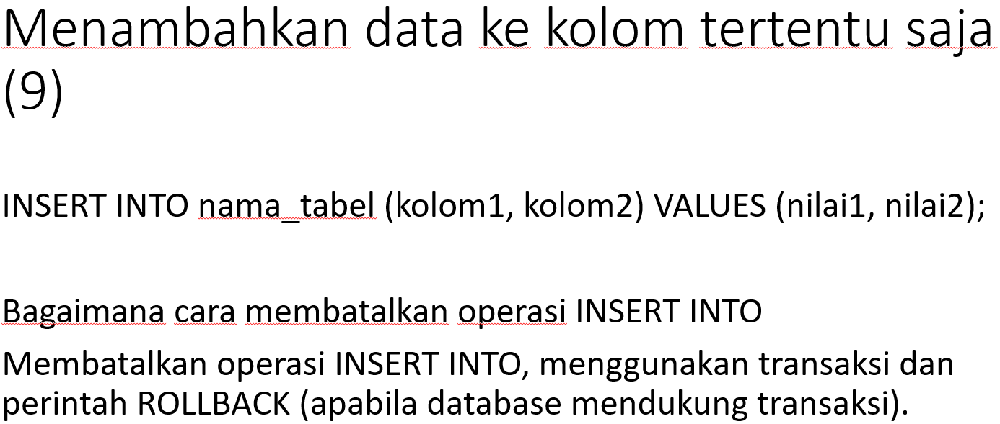 Menambahkan data ke kolom tertentu saja
(9)
INSERT INTO nama_tabel (kolom1, kolom2) VALUES (nilai1, nilai2);
Bagaimana cara membatalkan operasi INSERT INTO
Membatalkan operasi INSERT INTO, menggunakan transaksi dan
perintah ROLLBACK (apabila database mendukung transaksi).